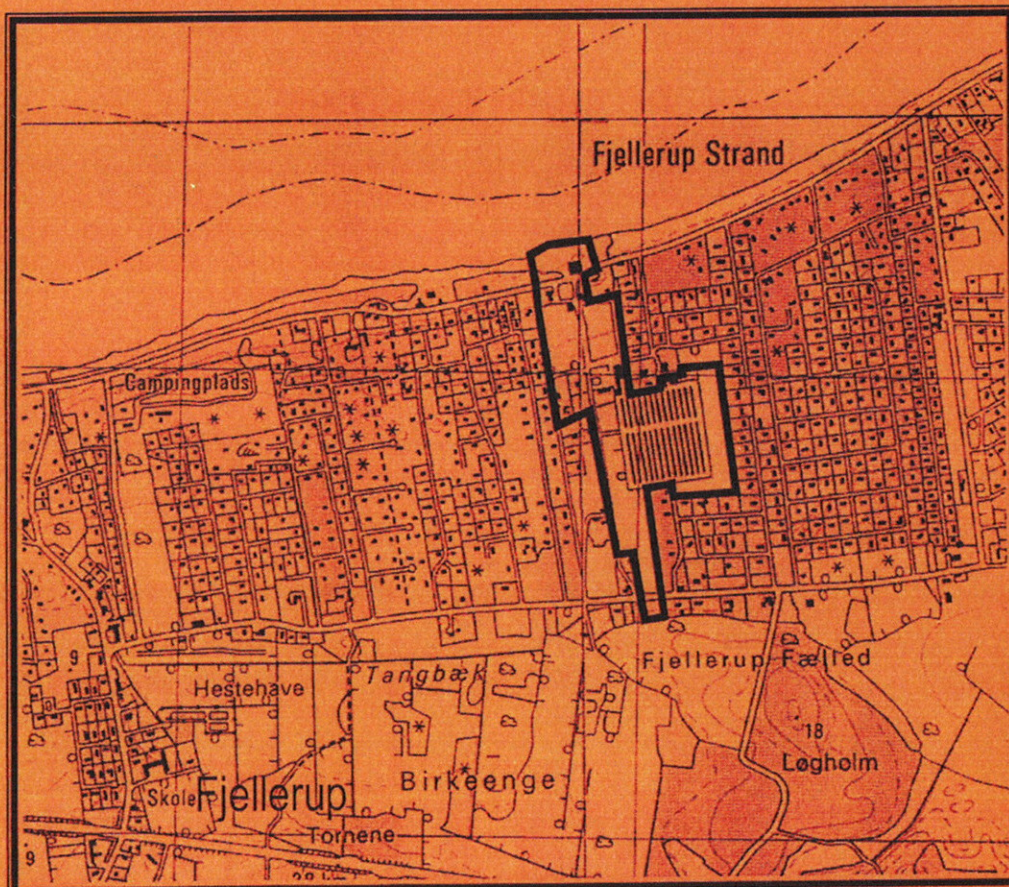 Fjellerup Strand
Campingplads
Fjellerup Fælled
Tangbæk
9
Hestehave
18
Løgholm
Birkeenge
Skole
Fjellerup
Tornene
9